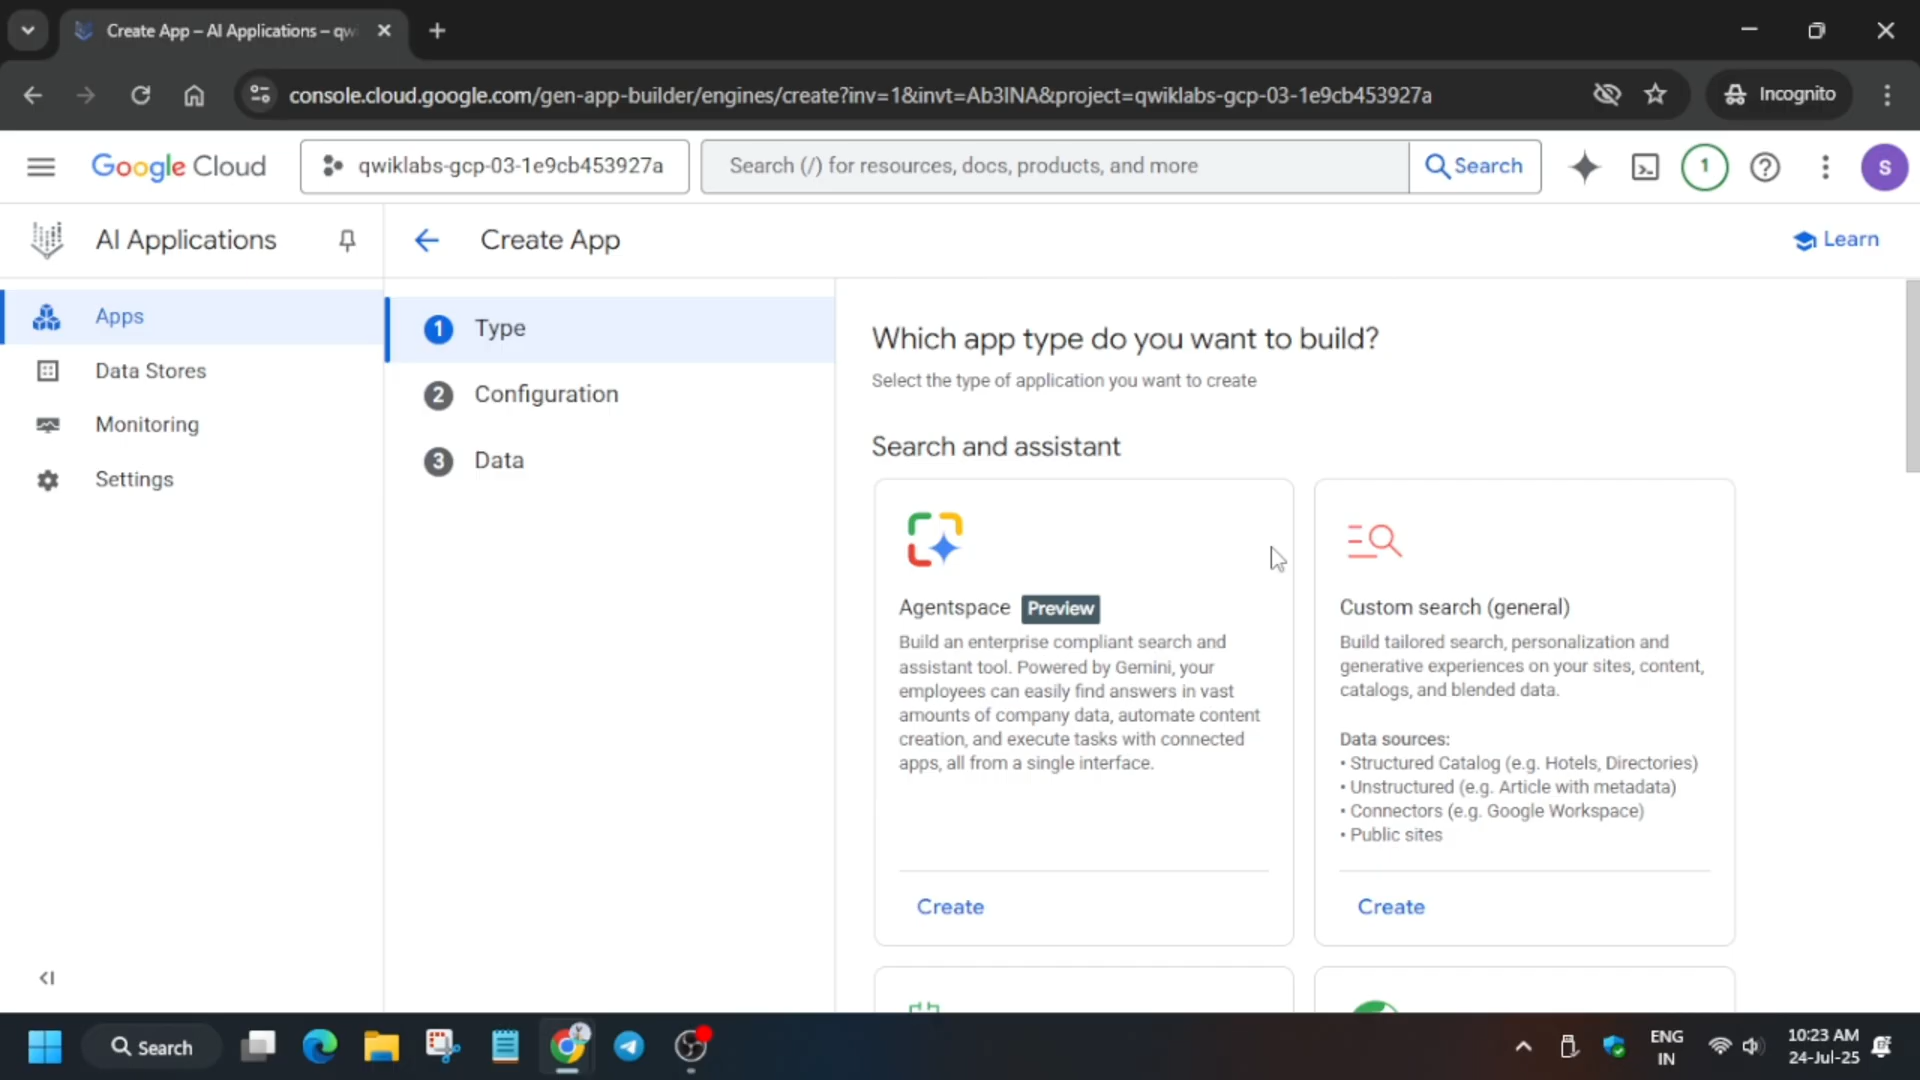 Create App – AI Applications – qwi
console.cloud.google.com/gen-app-builder/engines/create?inv=1&invt=Ab3INA&project=qwiklabs-gcp-03-1e9cb453927a
Incognito
Google Cloud
qwiklabs-gcp-03-1e9cb453927a
Search (/) for resources, docs, products, and more
Search
1
S
AI Applications
Create App
Learn
Apps
Data Stores
Monitoring
Settings
1 Type
2 Configuration
3 Data
Which app type do you want to build?
Select the type of application you want to create
Search and assistant
Agentspace Preview
Build an enterprise compliant search and
assistant tool. Powered by Gemini, your
employees can easily find answers in vast
amounts of company data, automate content
creation, and execute tasks with connected
apps, all from a single interface.
Create
Custom search (general)
Build tailored search, personalization and
generative experiences on your sites, content,
catalogs, and blended data.
Data sources:
• Structured Catalog (e.g. Hotels, Directories)
• Unstructured (e.g. Article with metadata)
• Connectors (e.g. Google Workspace)
• Public sites
Create
Search
ENG
IN
10:23 AM
24-Jul-25